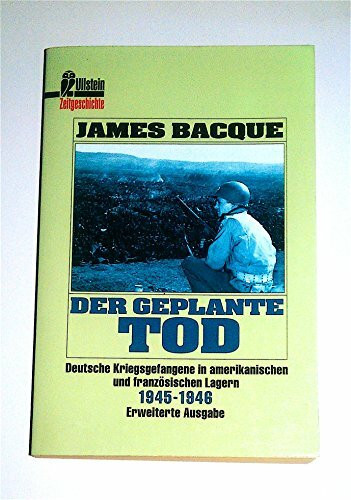 Ullstein
Zeitgeschichte
JAMES BACQUE
DER GEPLANTE
TOD
Deutsche Kriegsgefangene in amerikanischen
und französischen Lagern
1945-1946
Erweiterte Ausgabe